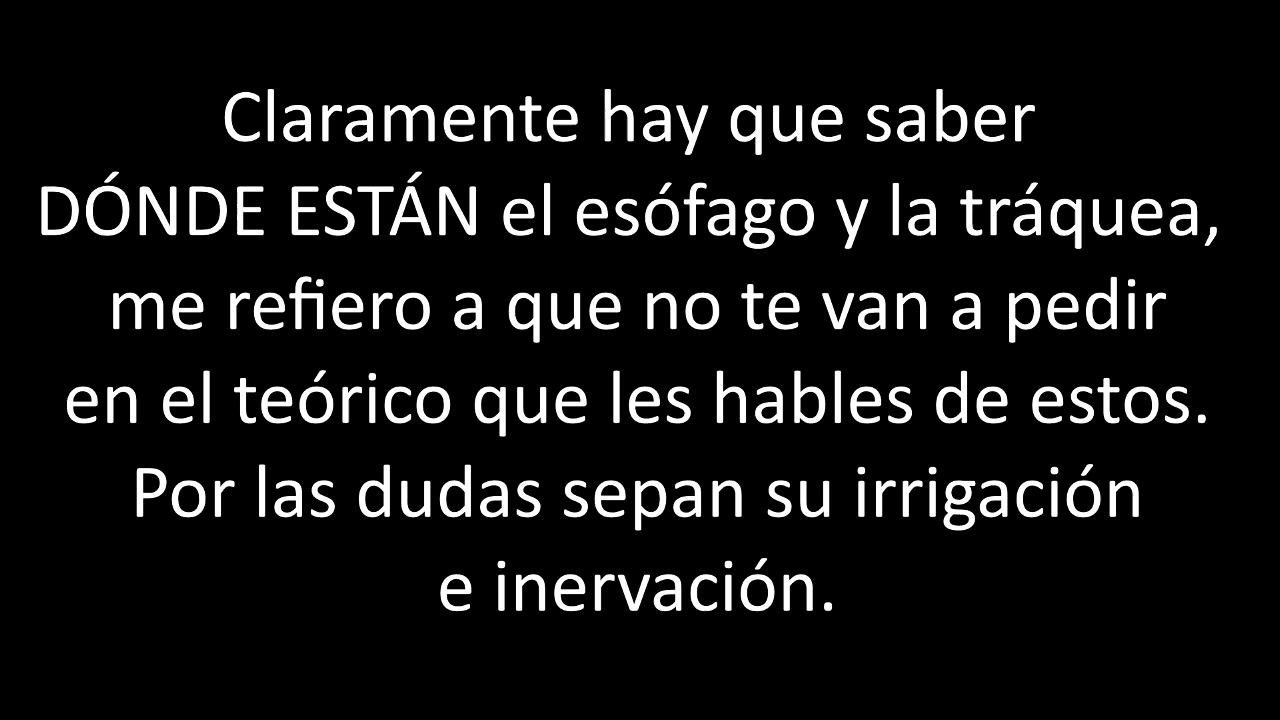 Claramente hay que saber
DÓNDE ESTÁN el esófago y la tráquea,
me refiero a que no te van a pedir
en el teórico que les hables de estos.
Por las dudas sepan su irrigación
e inervación.